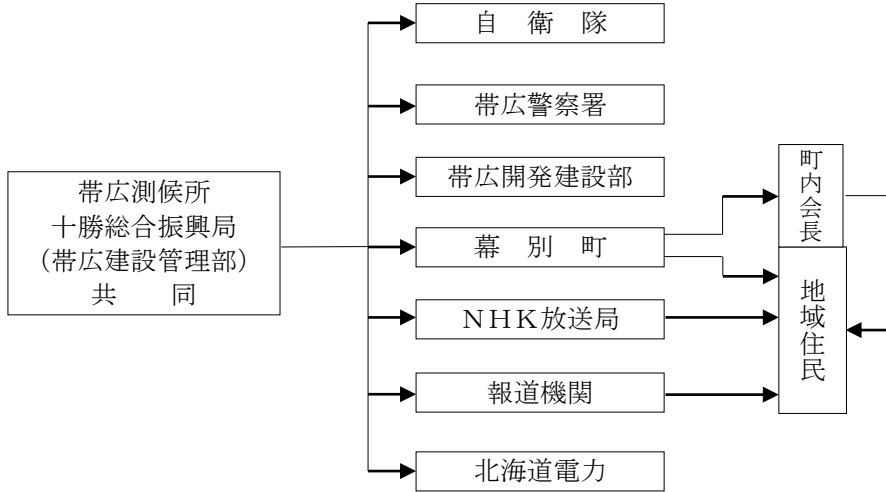 自　衛　隊
帯広警察署
帯広開発建設部
幕　別　町
ＮＨＫ放送局
報道機関
北海道電力
帯広測候所
十勝総合振興局
（帯広建設管理部）
共　　同
町内会長
地域住民